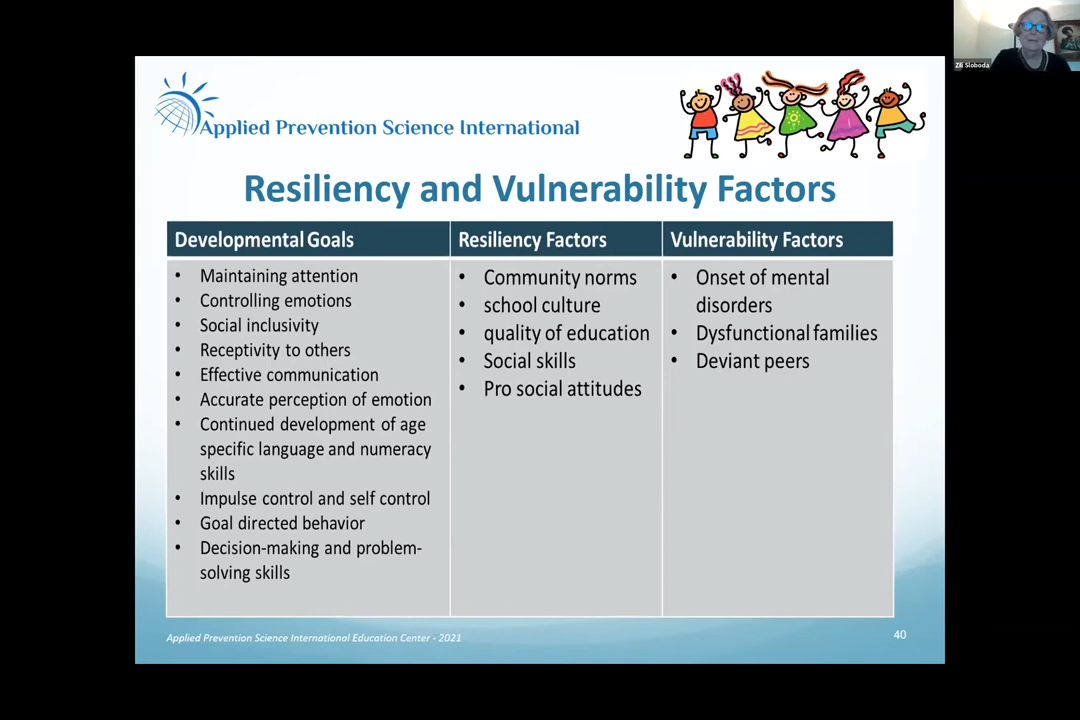 Zili Sloboda
Applied Prevention Science International
Resiliency and Vulnerability Factors
Developmental Goals
• Maintaining attention
• Controlling emotions
• Social inclusivity
• Receptivity to others
• Effective communication
• Accurate perception of emotion
• Continued development of age
specific language and numeracy
skills
• Impulse control and self control
• Goal directed behavior
• Decision-making and problem-
solving skills
Resiliency Factors
• Community norms
• school culture
• quality of education
• Social skills
• Pro social attitudes
Vulnerability Factors
• Onset of mental
disorders
• Dysfunctional families
• Deviant peers
Applied Prevention Science International Education Center - 2021
40